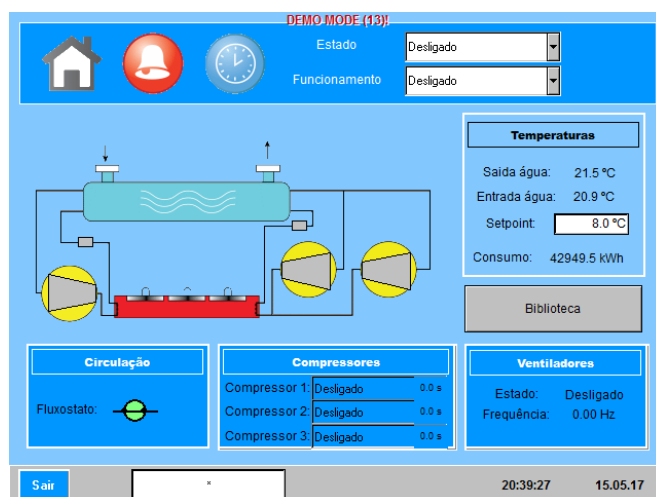 DEMO MODE (13)!
Estado Desligado
Funcionamento Desligado
Temperaturas
Saida água: 21.5 ºC
Entrada água: 20.9 ºC
Setpoint: 8.0 ºC
Consumo: 42949.5 kWh
Biblioteca
Circulação
Fluxostato:
Compressores
Compressor 1: Desligado 0.0 s
Compressor 2: Desligado 0.0 s
Compressor 3: Desligado 0.0 s
Ventiladores
Estado: Desligado
Frequência: 0.00 Hz
Sair
*
20:39:27 15.05.17